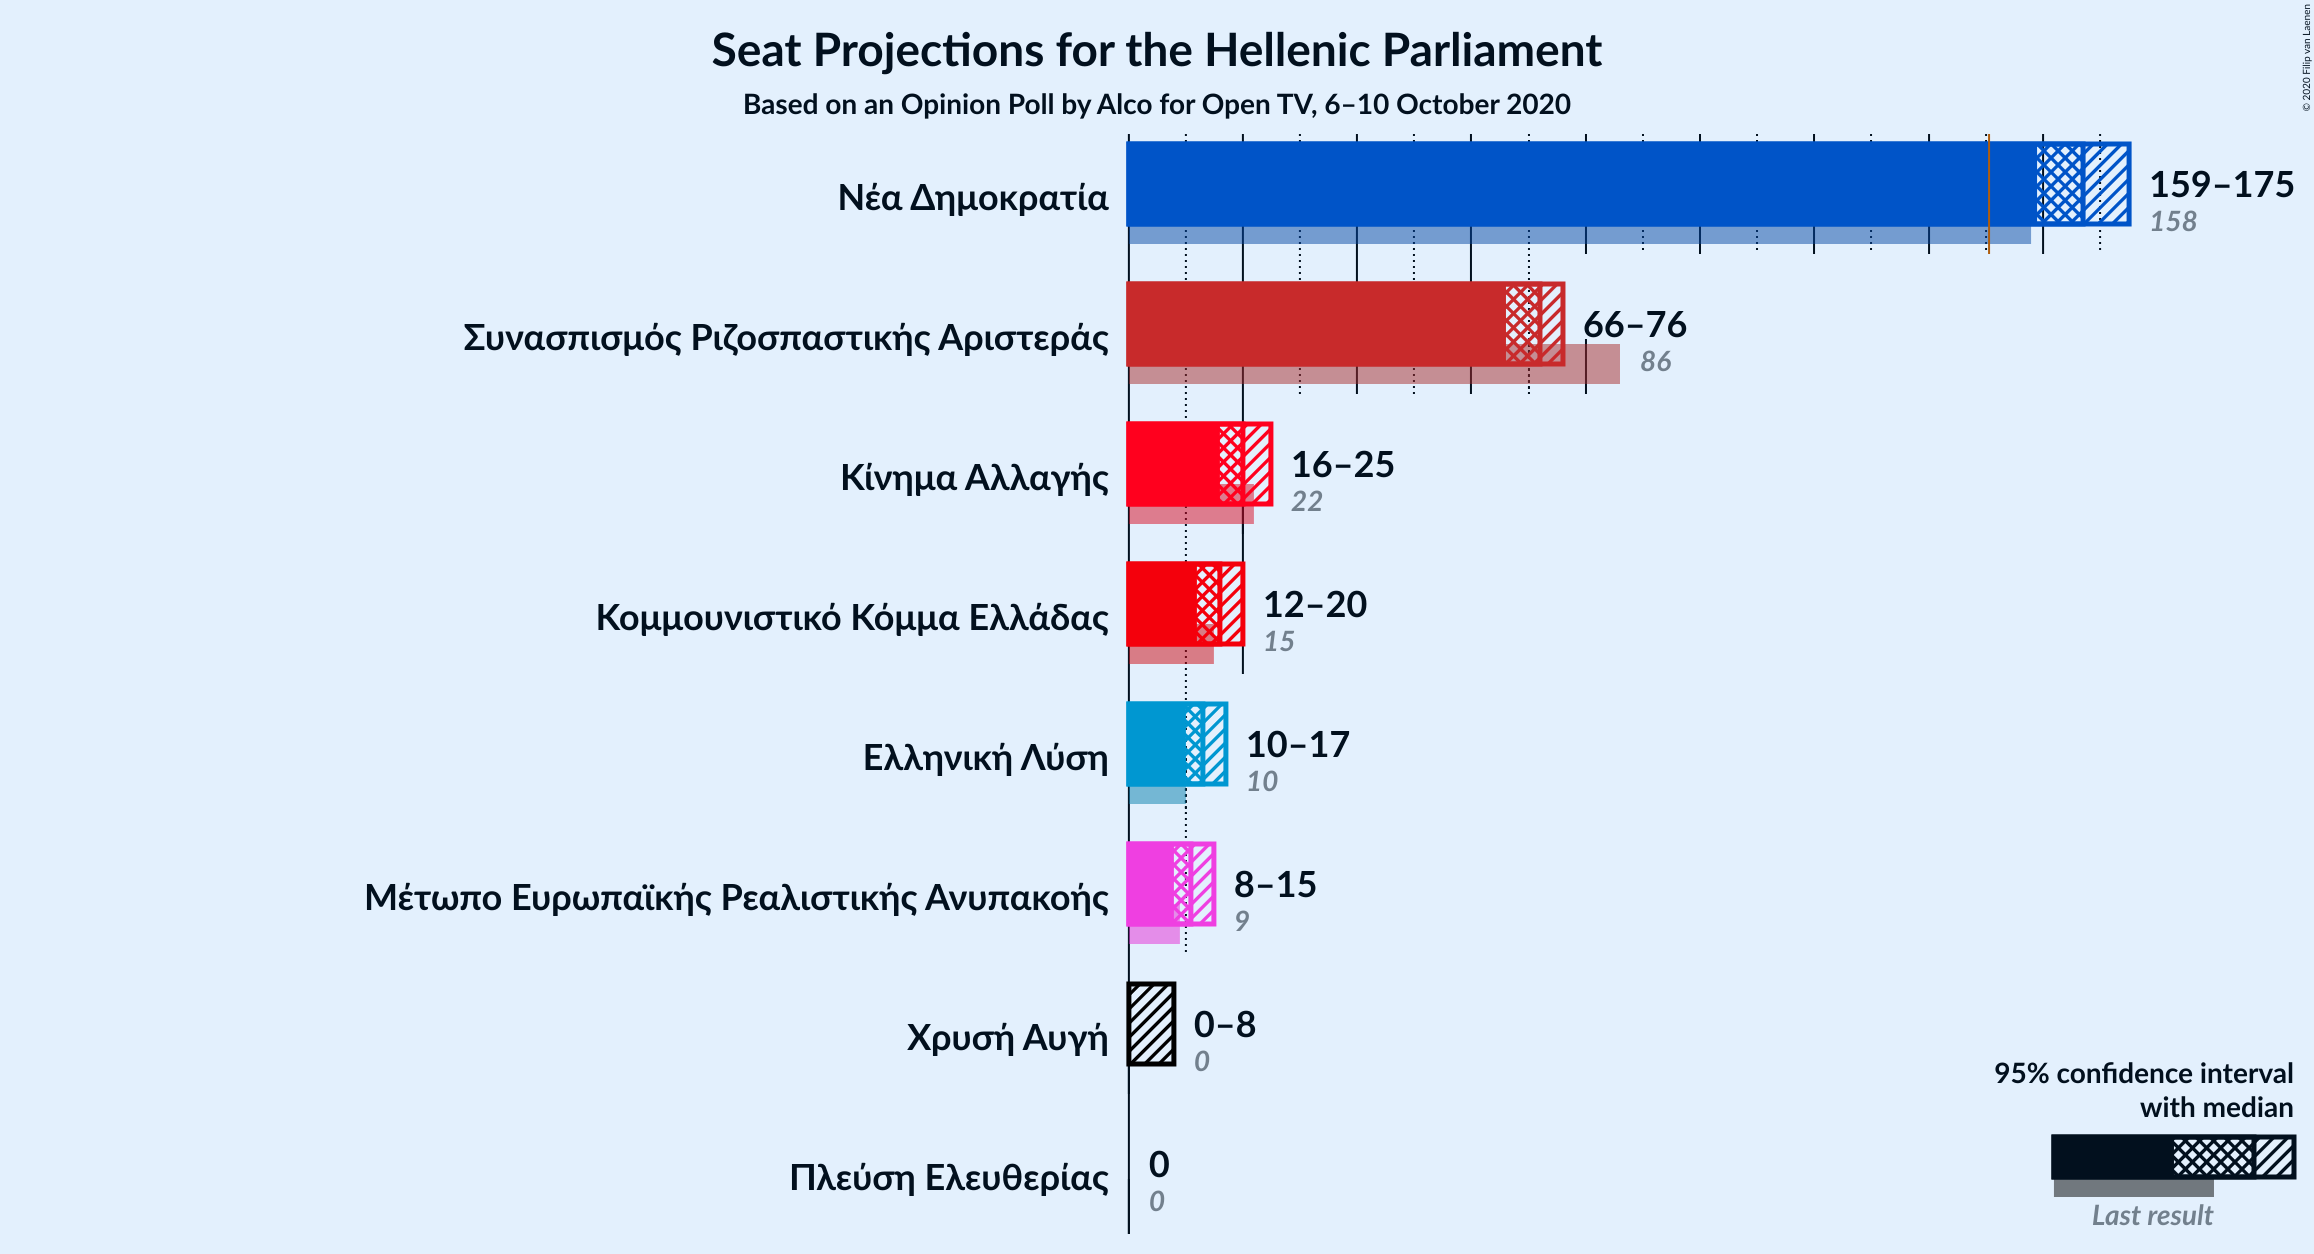 Seat Projections for the Hellenic Parliament
Based on an Opinion Poll by Alco for Open TV, 6–10 October 2020
© 2020 Filip van Laenen
Νέα Δημοκρατία
159–175
158
Συνασπισμός Ριζοσπαστικής Αριστεράς
66–76
86
Κίνημα Αλλαγής
16–25
22
Κομμουνιστικό Κόμμα Ελλάδας
12–20
15
Ελληνική Λύση
10–17
10
Μέτωπο Ευρωπαϊκής Ρεαλιστικής Ανυπακοής
8–15
9
Χρυσή Αυγή
0–8
0
Πλεύση Ελευθερίας
0
0
95% confidence interval
with median
Last result